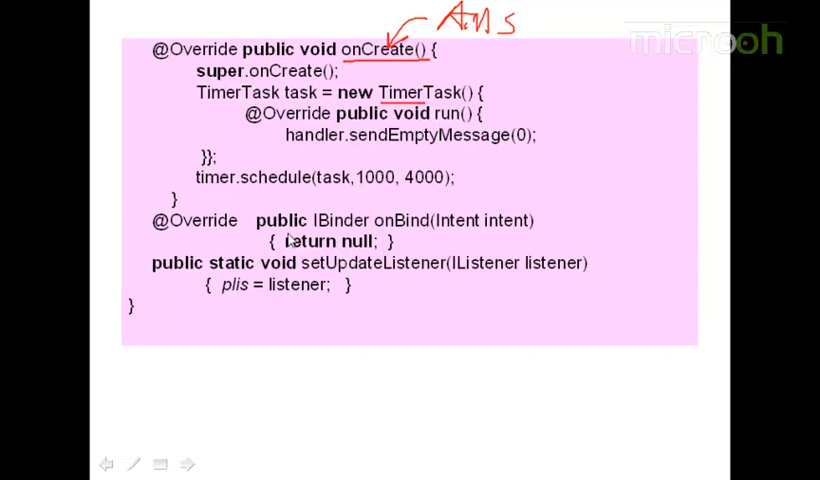 AMS
microoh
@Override public void onCreate() {
super.onCreate();
TimerTask task = new TimerTask() {
@Override public void run() {
handler.sendEmptyMessage(0);
}};
timer.schedule(task,1000, 4000);
}
@Override public IBinder onBind(Intent intent)
{ return null; }
public static void setUpdateListener(IListener listener)
{ plis = listener; }
}